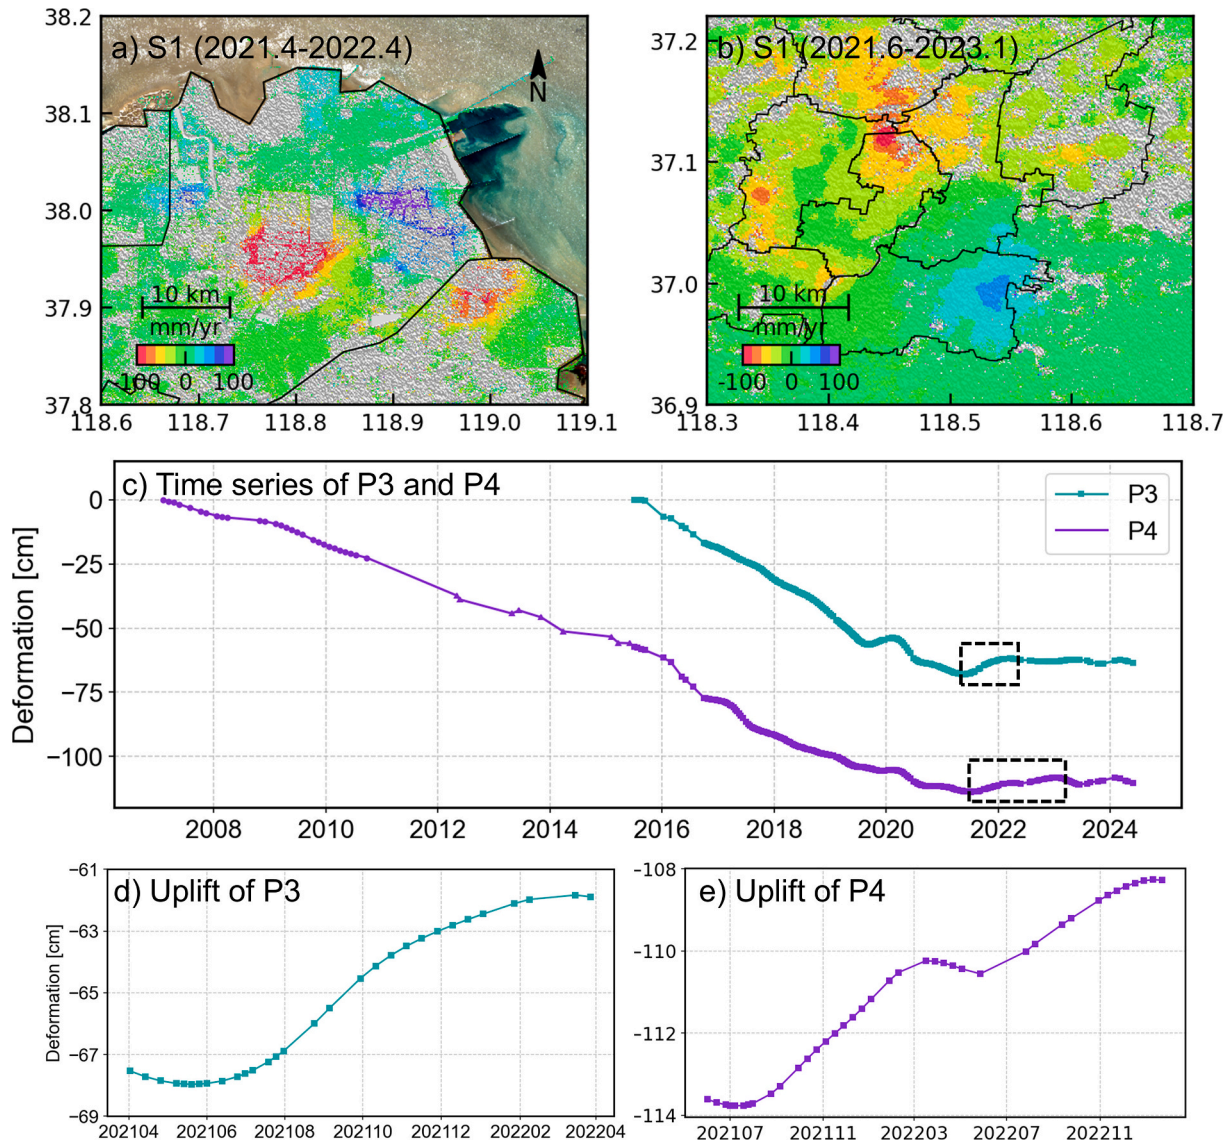 38.2
38.1
38.0
37.9
37.8
a) S1 (2021.4-2022.4)
N
10 km
mm/yr
-100 0 100
118.6 118.7 118.8 118.9 119.0 119.1
37.2
37.1
37.0
36.9
b) S1 (2021.6-2023.1)
10 km
mm/yr
-100 0 100
118.3 118.4 118.5 118.6 118.7
c) Time series of P3 and P4
P3
P4
Deformation [cm]
0
−25
−50
−75
−100
2008 2010 2012 2014 2016 2018 2020 2022 2024
d) Uplift of P3
Deformation [cm]
−61
−63
−65
−67
−69
202104 202106 202108 202110 202112 202202 202204
e) Uplift of P4
−108
−110
−112
−114
202107 202111 202203 202207 202211